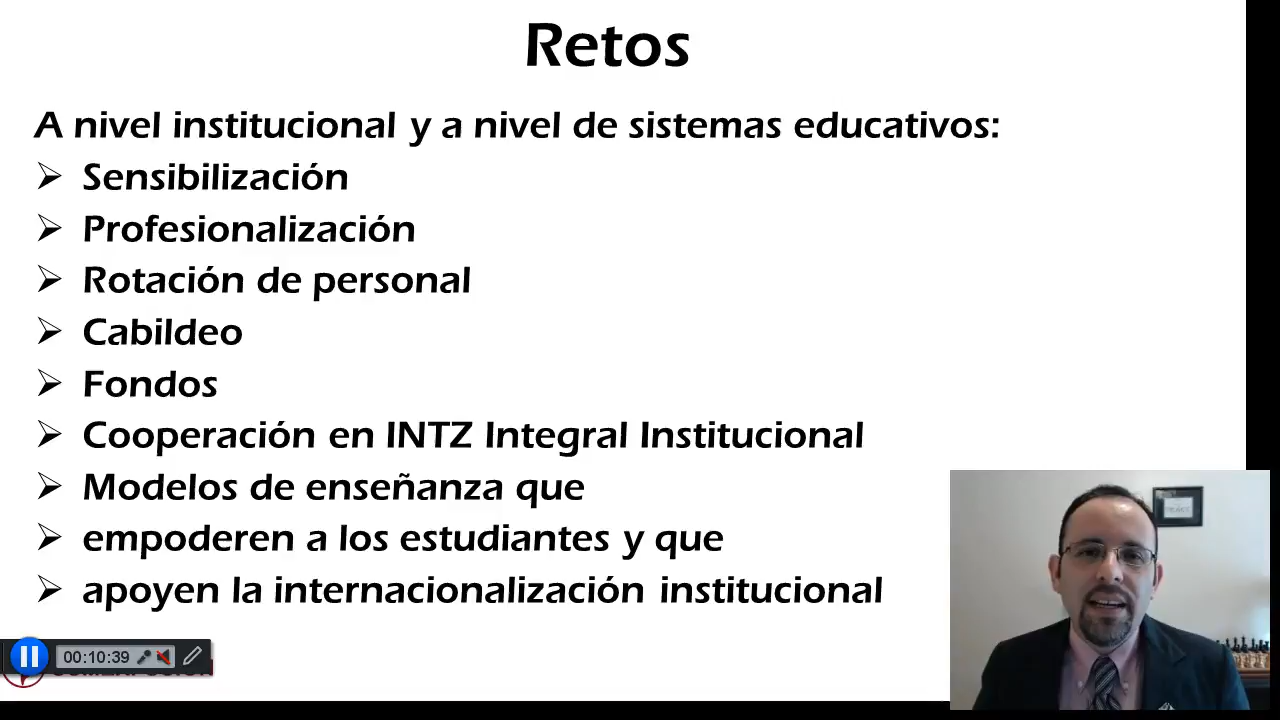 Retos
A nivel institucional y a nivel de sistemas educativos:
Sensibilización
Profesionalización
Rotación de personal
Cabildeo
Fondos
Cooperación en INTZ Integral Institucional
Modelos de enseñanza que
empoderen a los estudiantes y que
apoyen la internacionalización institucional
00:10:39